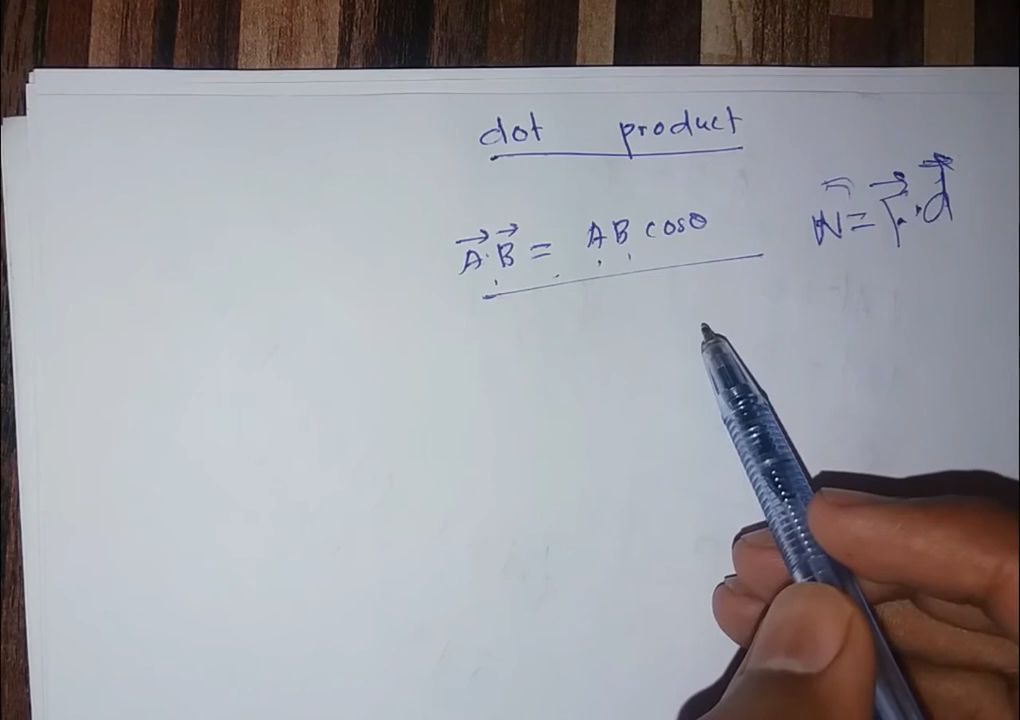 dot product
A⃗·B⃗ = AB cosθ
W = F⃗·d⃗